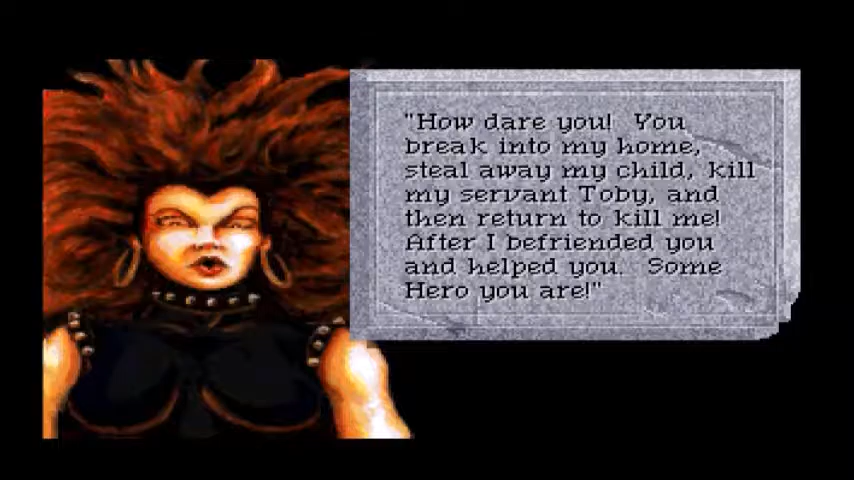 "How dare you! You
break into my home,
steal away my child, kill
my servant Toby, and
then return to kill me!
After I befriended you
and helped you. Some
Hero you are!"